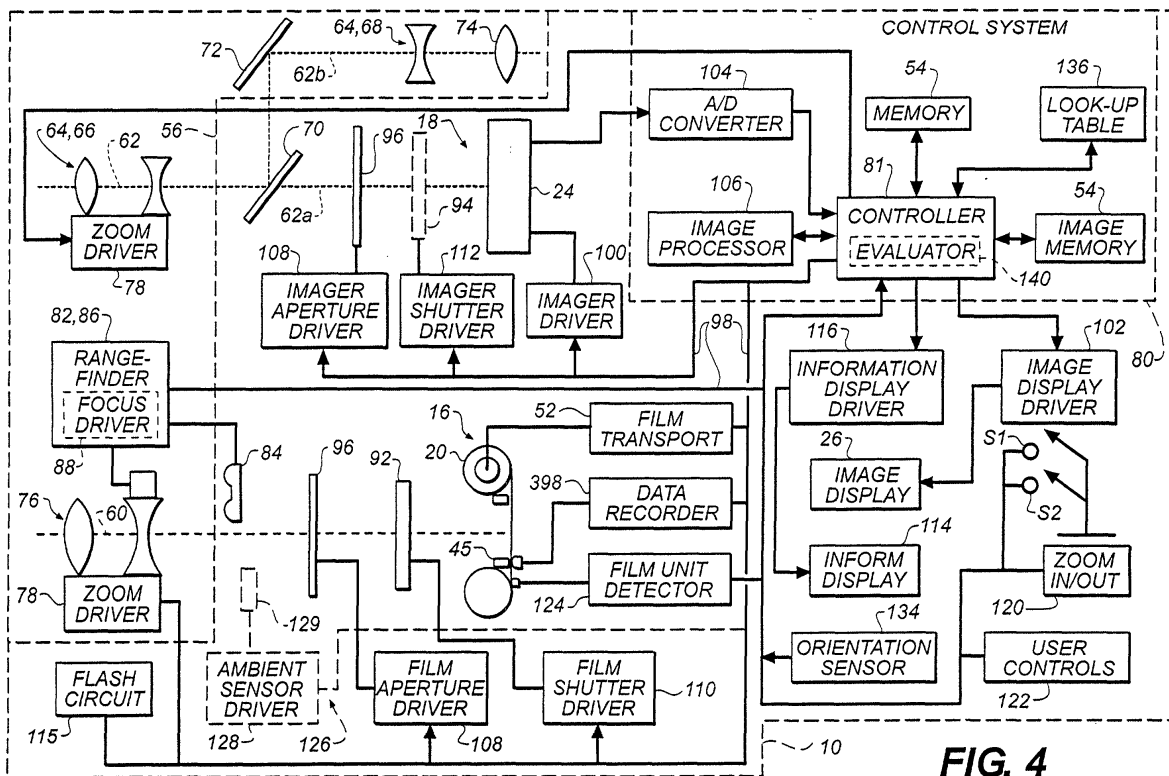 CONTROL SYSTEM
72
64,68
74
62b
56
64,66
62
70
96
18
62a
94
24
ZOOM
DRIVER
78
108
IMAGER
APERTURE
DRIVER
112
IMAGER
SHUTTER
DRIVER
100
IMAGER DRIVER
104
A/D
CONVERTER
54
MEMORY
136
LOOK-UP
TABLE
106
IMAGE
PROCESSOR
81
CONTROLLER
EVALUATOR
140
54
IMAGE
MEMORY
98
80
82,86
RANGE-
FINDER
FOCUS
DRIVER
88
84
116
INFORMATION
DISPLAY
DRIVER
102
IMAGE
DISPLAY
DRIVER
16
20
52
FILM
TRANSPORT
26
IMAGE
DISPLAY
S1
S2
76
60
96
92
398
DATA
RECORDER
45
FILM UNIT
DETECTOR
124
114
INFORM
DISPLAY
ZOOM
IN/OUT
120
78
ZOOM
DRIVER
129
134
ORIENTATION
SENSOR
USER
CONTROLS
122
FLASH
CIRCUIT
115
AMBIENT
SENSOR
DRIVER
128
126
FILM
APERTURE
DRIVER
108
FILM
SHUTTER
DRIVER
110
10
FIG. 4